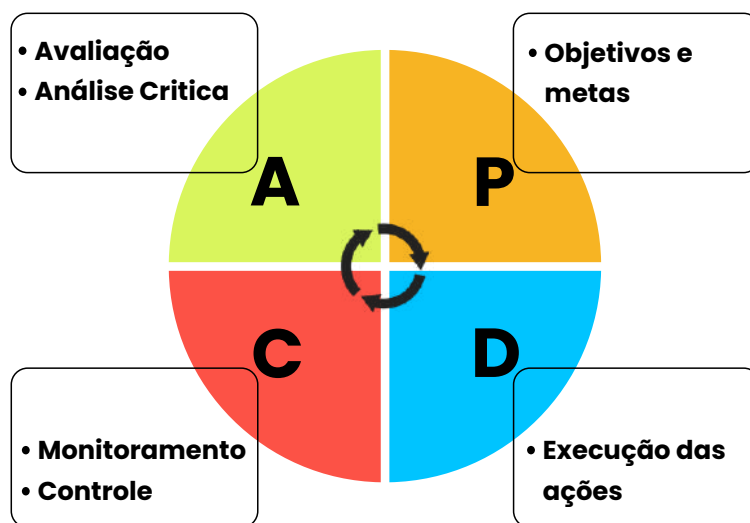 • Avaliação
• Análise Critica
• Objetivos e
metas
A
P
C
D
• Monitoramento
• Controle
• Execução das
ações